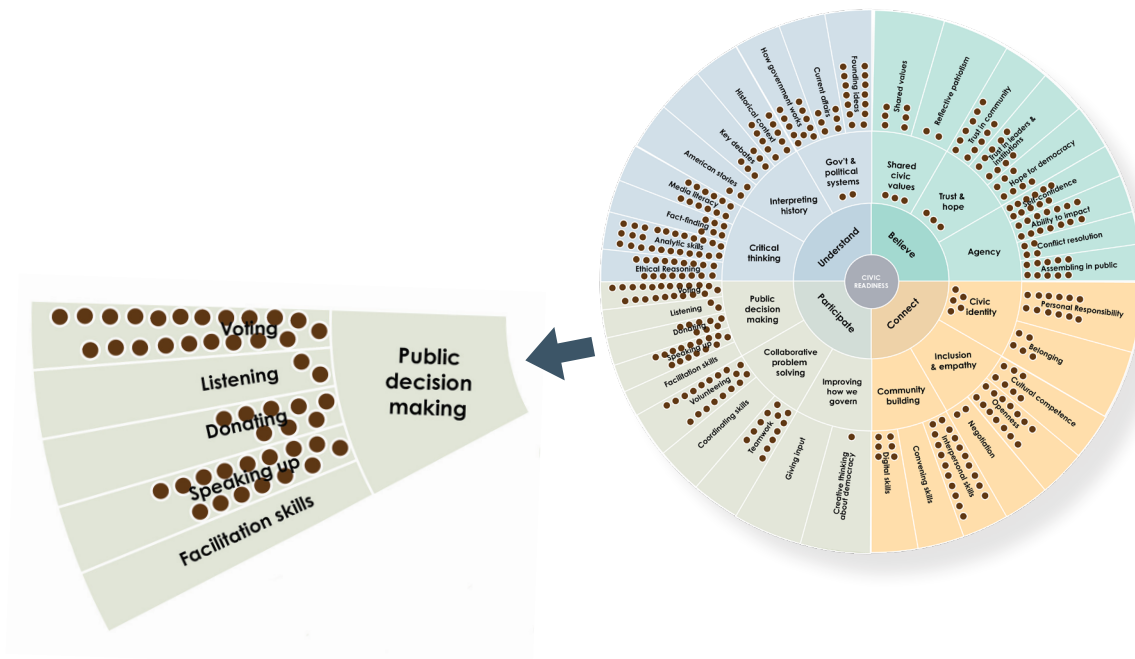 Voting
Listening
Donating
Speaking up
Facilitation skills
Public
decision
making
CIVIC
READINESS
Understand
Believe
Connect
Participate
Gov't &
political
systems
Interpreting
history
Critical
thinking
Shared
civic
values
Trust &
hope
Agency
Civic
identity
Inclusion
& empathy
Community
building
Improving
how we
govern
Collaborative
problem
solving
Public
decision
making
Founding ideas
Current affairs
How government works
Historical context
Key debates
American stories
Media literacy
Fact-finding
Analytic skills
Ethical Reasoning
Shared values
Reflective patriotism
Trust in community
Trust in leaders &
institutions
Hope for democracy
Self-confidence
Ability to impact
Conflict resolution
Assembling in public
Personal Responsibility
Belonging
Cultural competence
Openness
Negotiation
Interpersonal skills
Convening skills
Digital skills
Creative thinking
about democracy
Giving input
Teamwork
Coordinating skills
Volunteering
Facilitation skills
Speaking up
Donating
Listening
Voting